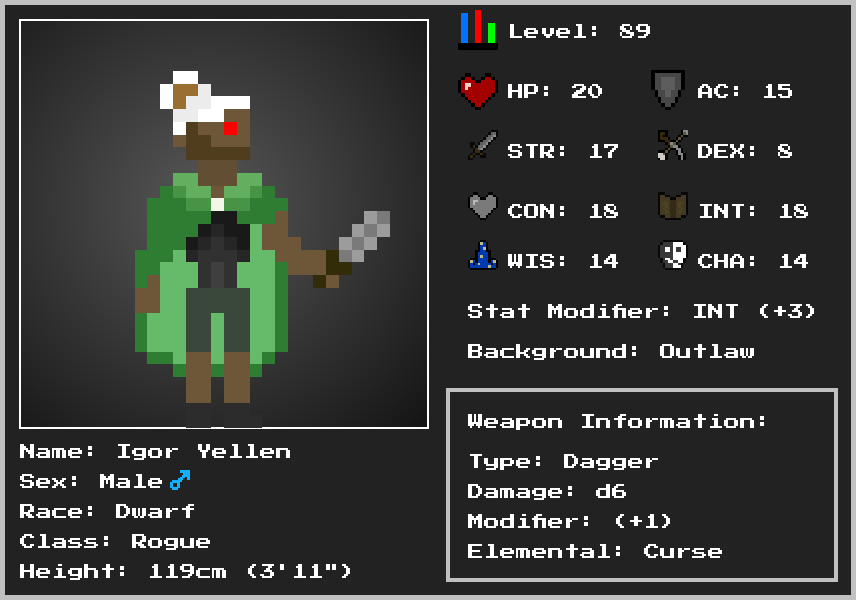 Level: 89
HP: 20
AC: 15
STR: 17
DEX: 8
CON: 18
INT: 18
WIS: 14
CHA: 14
Stat Modifier: INT (+3)
Background: Outlaw
Weapon Information:
Type: Dagger
Damage: d6
Modifier: (+1)
Elemental: Curse
Name: Igor Yellen
Sex: Male♂
Race: Dwarf
Class: Rogue
Height: 119cm (3'11")